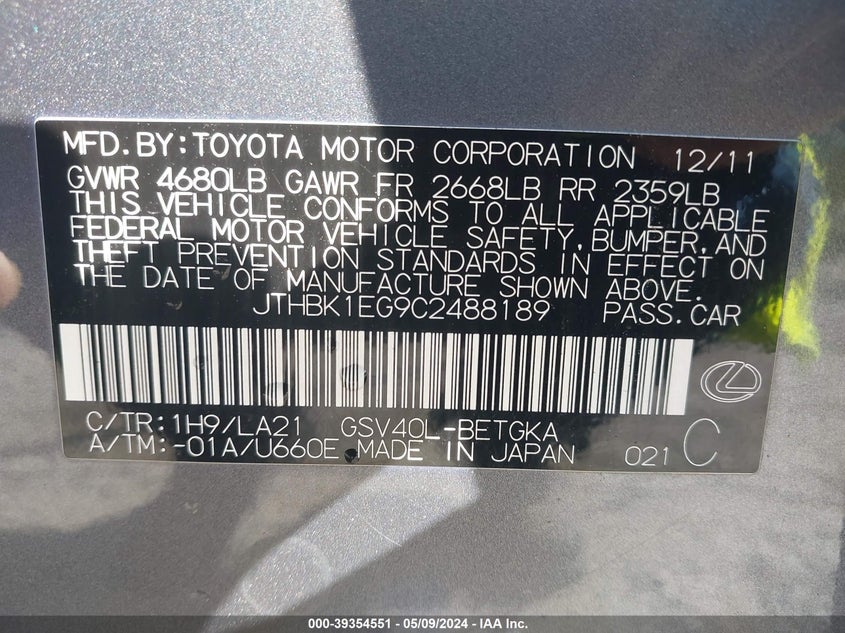 MFD.BY:TOYOTA MOTOR CORPORATION 12/11
GVWR 4680LB GAWR FR 2668LB RR 2359LB
THIS VEHICLE CONFORMS TO ALL APPLICABLE
FEDERAL MOTOR VEHICLE SAFETY,BUMPER,AND
THEFT PREVENTION STANDARDS IN EFFECT ON
THE DATE OF MANUFACTURE SHOWN ABOVE.
JTHBK1EG9C2488189 PASS.CAR
C/TR:1H9/LA21 GSV40L-BETGKA
A/TM:-01A/U660E MADE IN JAPAN 021 C
000-39354551 - 05/09/2024 - IAA Inc.